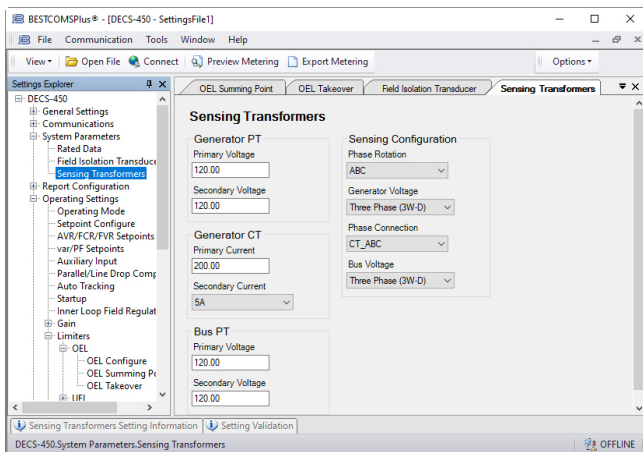 BESTCOMSPlus® - [DECS-450 - SettingsFile1]
File Communication Tools Window Help
View Open File Connect Preview Metering Export Metering Options
Settings Explorer
OEL Summing Point OEL Takeover Field Isolation Transducer Sensing Transformers
DECS-450
General Settings
Communications
System Parameters
Rated Data
Field Isolation Transduce
Sensing Transformers
Report Configuration
Operating Settings
Operating Mode
Setpoint Configure
AVR/FCR/FVR Setpoints
var/PF Setpoints
Auxiliary Input
Parallel/Line Drop Comp
Auto Tracking
Startup
Inner Loop Field Regulat
Gain
Limiters
OEL
OEL Configure
OEL Summing Po
OEL Takeover
UEL
Sensing Transformers
Generator PT
Primary Voltage
120.00
Secondary Voltage
120.00
Generator CT
Primary Current
200.00
Secondary Current
5A
Bus PT
Primary Voltage
120.00
Secondary Voltage
120.00
Sensing Configuration
Phase Rotation
ABC
Generator Voltage
Three Phase (3W-D)
Phase Connection
CT_ABC
Bus Voltage
Three Phase (3W-D)
Sensing Transformers Setting Information Setting Validation
DECS-450.System Parameters.Sensing Transformers OFFLINE